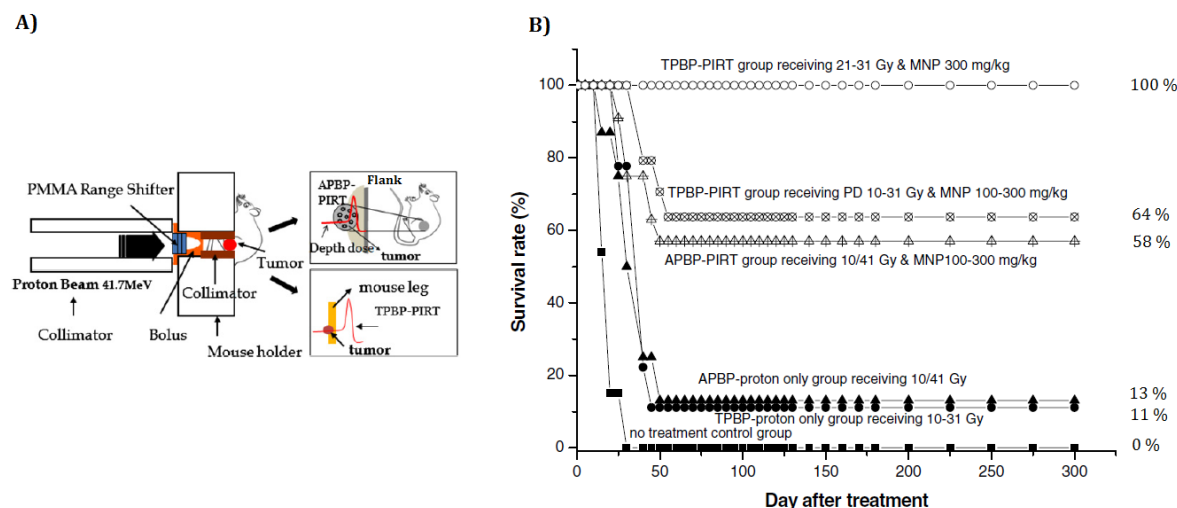 A)
PMMA Range Shifter
Proton Beam 41.7MeV
Collimator
Bolus
Collimator
Mouse holder
Tumor
APBP-
PIRT
Flank
Depth dose
tumor
mouse leg
TPBP-PIRT
tumor
B)
Survival rate (%)
100
80
60
40
20
0
TPBP-PIRT group receiving 21-31 Gy & MNP 300 mg/kg
TPBP-PIRT group receiving PD 10-31 Gy & MNP 100-300 mg/kg
APBP-PIRT group receiving 10/41 Gy & MNP100-300 mg/kg
APBP-proton only group receiving 10/41 Gy
TPBP-proton only group receiving 10-31 Gy
no treatment control group
100 %
64 %
58 %
13 %
11 %
0 %
0 50 100 150 200 250 300
Day after treatment